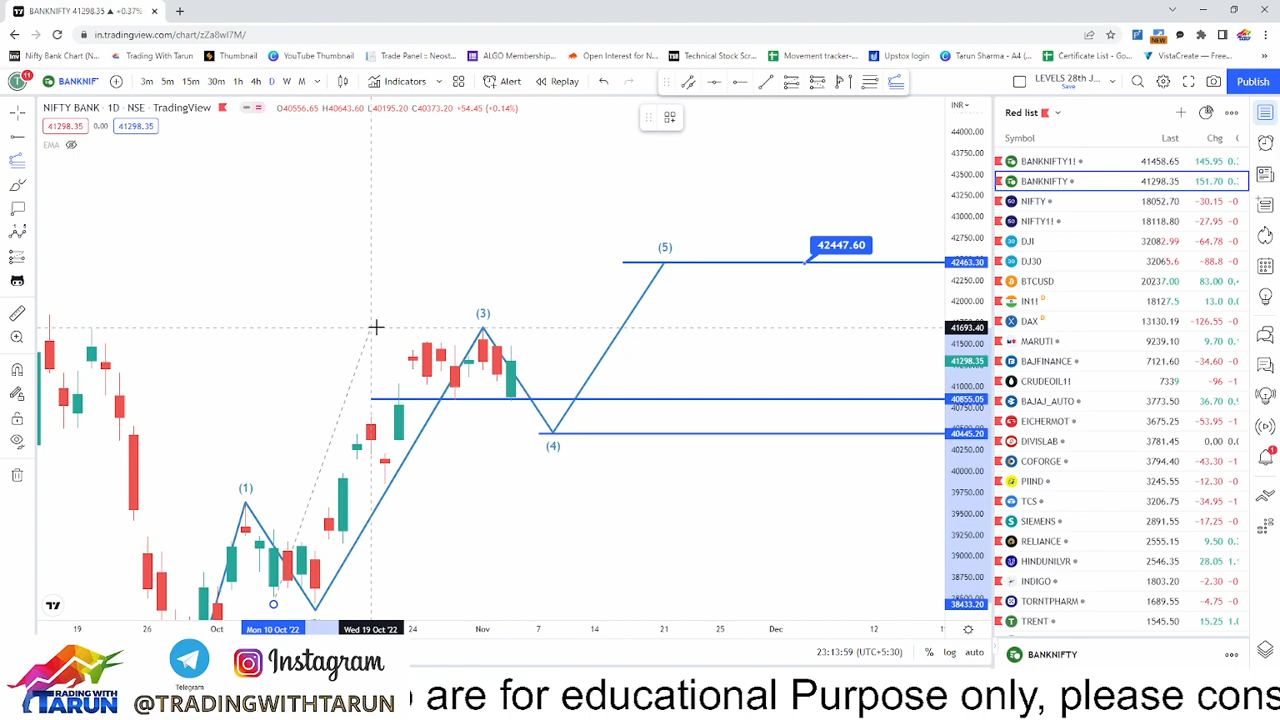 BANKNIFTY 41298.35 ▲ +0.37%
in.tradingview.com/chart/zZa8wI7M/
NEW
Nifty Bank Chart (N...
Trading With Tarun
Thumbnail
YouTube Thumbnail
Trade Panel :: Neost...
ALGO Membership...
Open Interest of Nif...
Technical Stock Scr...
Movement tracker-...
Upstox login
Tarun Sharma - A4 (...
Certificate List - Go...
VistaCreate — Free...
11
BANKNIF
3m 5m 15m 30m 1h 4h D W M
Indicators
Alert
Replay
LEVELS 28th J...
Save
Publish
NIFTY BANK · 1D · NSE · TradingView
O40556.65 H40643.60 L40195.20 C40373.20 +54.45 (+0.14%)
41298.35 0.00 41298.35
EMA
INR
44000.00
43750.00
43500.00
43250.00
43000.00
42750.00
42463.30
42250.00
42000.00
41693.40
41500.00
41298.35
41000.00
40855.05
40750.00
40445.20
40250.00
40000.00
39750.00
39500.00
39250.00
39000.00
38750.00
38433.20
(1)
(3)
(4)
(5)
42447.60
19 26 Oct Mon 10 Oct '22 Wed 19 Oct '22 24 Nov 7 14 21 25 Dec 12
23:13:59 (UTC+5:30) % log auto
Red list
Symbol Last Chg
BANKNIFTY1! 41458.65 145.95
BANKNIFTY 41298.35 151.70
NIFTY 18052.70 -30.15
NIFTY1! 18118.80 -27.95
DJI 32082.99 -64.78
DJ30 32065.6 -88.8
BTCUSD 20237.00 83.00
IN1! D 18127.5 13.0
DAX D 13130.19 -126.55
MARUTI 9239.10 9.70
BAJFINANCE 7121.60 -34.60
CRUDEOIL1! 7339 -96
BAJAJ_AUTO 3773.50 36.70
EICHERMOT 3675.25 -53.95
DIVISLAB 3781.45 0.00
COFORGE 3794.40 -43.30
PIIND 3245.55 -12.30
TCS 3206.75 -34.95
SIEMENS 2891.55 -17.25
RELIANCE 2555.15 9.50
HINDUNILVR 2546.35 28.05
INDIGO 1803.20 -2.30
TORNTPHARM 1689.55 -4.75
TRENT 1545.50 15.25
BANKNIFTY
1
TRADING WITH
TARUN
Telegram
Instagram
@TRADINGWITHTARUN
are for educational Purpose only, please cons